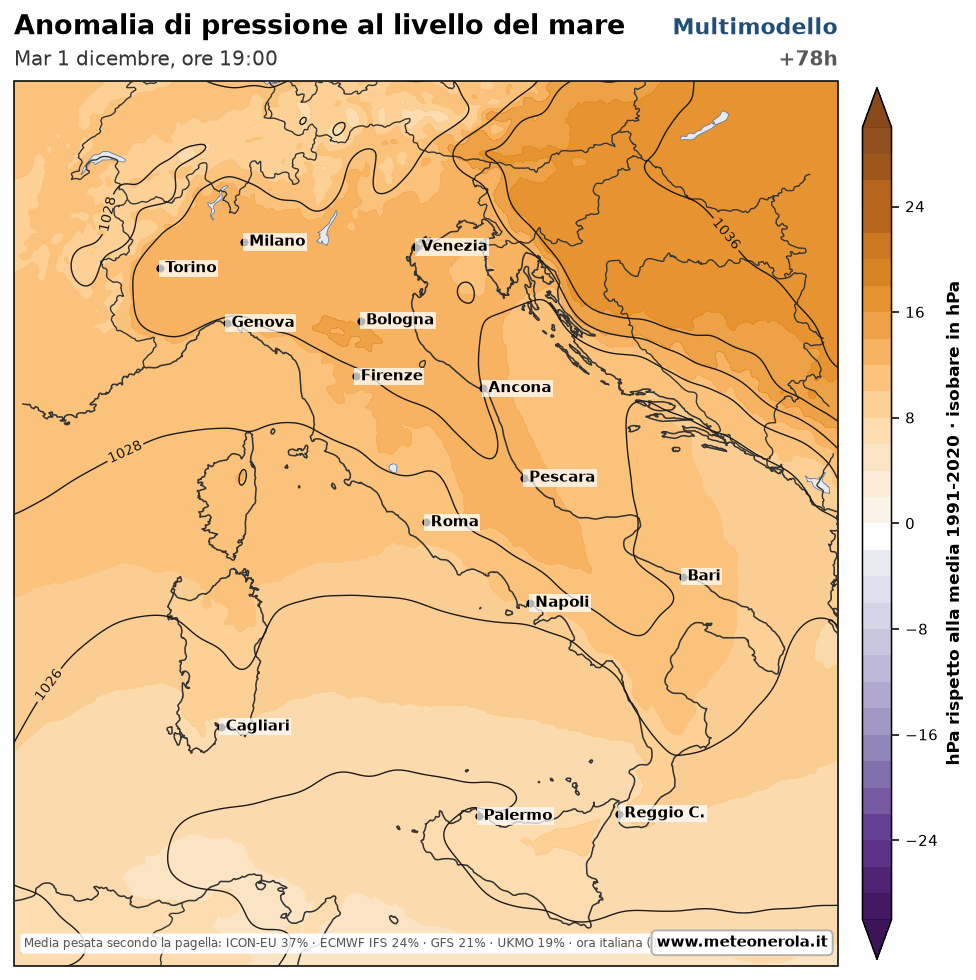 Anomalia di pressione al livello del mare
Multimodello
Mar 1 dicembre, ore 19:00
+78h
1028
1036
Milano
Venezia
Torino
Genova
Bologna
Firenze
Ancona
1028
Pescara
Roma
Bari
Napoli
1026
Cagliari
Palermo
Reggio C.
24
16
8
0
−8
−16
−24
hPa rispetto alla media 1991-2020 · isobare in hPa
Media pesata secondo la pagella: ICON-EU 37% · ECMWF IFS 24% · GFS 21% · UKMO 19% · ora italiana (
www.meteonerola.it